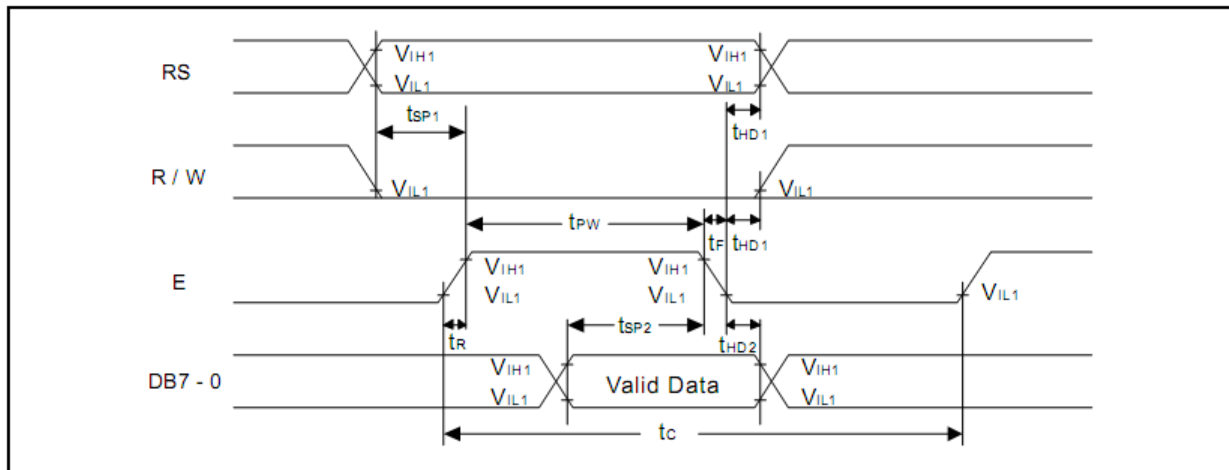 RS
VIH1
VIH1
VIL1
VIL1
tSP1
tHD1
R / W
VIL1
VIL1
tPW
tF
tHD1
E
VIH1
VIH1
VIL1
VIL1
VIL1
tR
tSP2
tHD2
DB7 - 0
VIH1
VIH1
Valid Data
VIL1
VIL1
tC